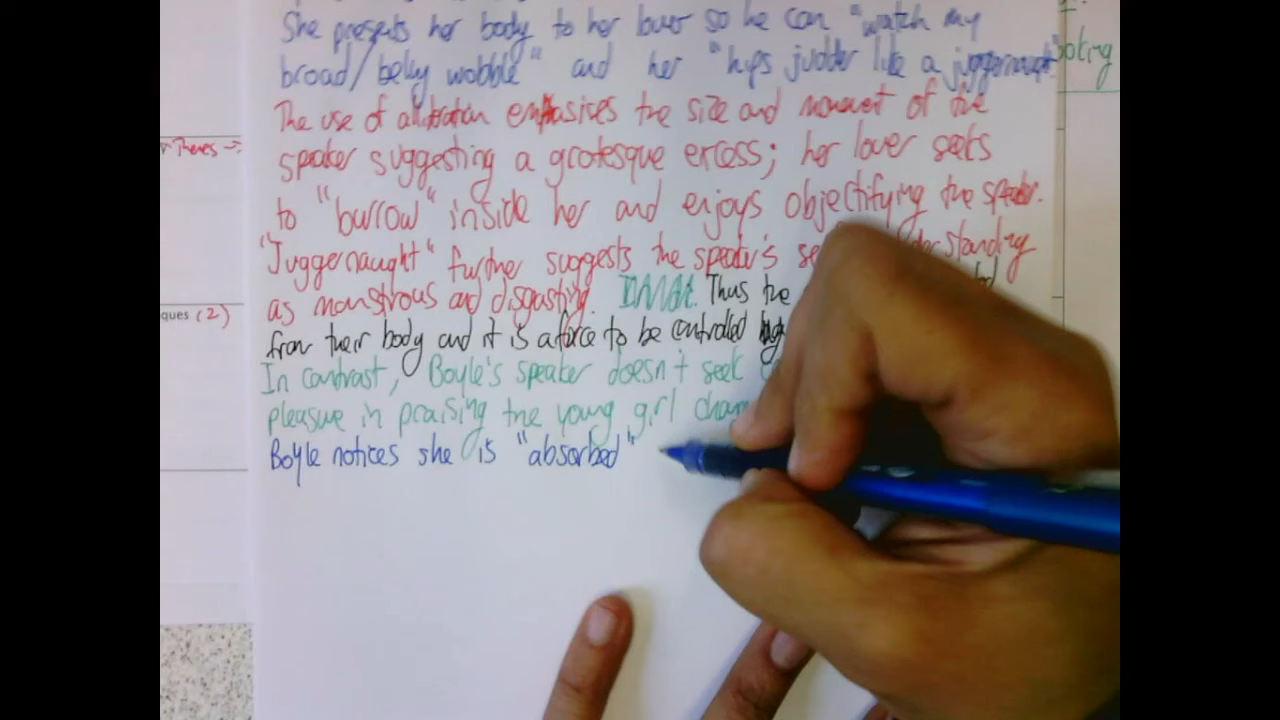 She presents her body to her lover so he can "watch my
broad/belly wobble" and her "hips judder like a juggernaut".
The use of alliteration emphasises the size and movement of the
speaker suggesting a grotesque excess; her lover seeks
to "burrow" inside her and enjoys objectifying the speaker.
"Juggernaught" further suggests the speaker's
as monstrous and disgusting. Thus the
from their body and it is a force to be controlled
In contrast, Boyle's speaker doesn't seek
pleasure in praising the young girl
Boyle notices she is "absorbed"
Themes →
ques (2)